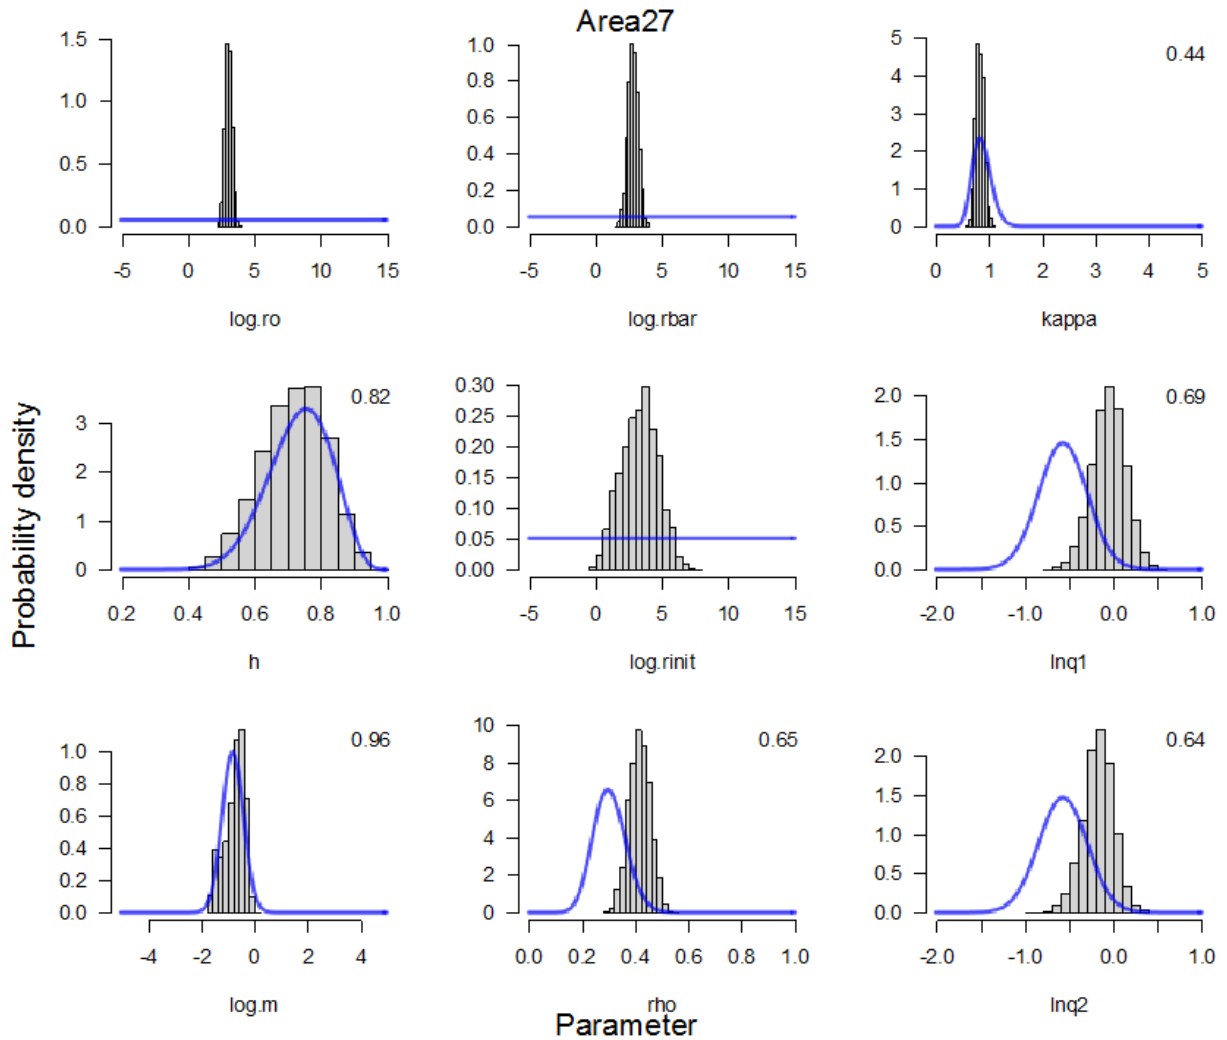 Area27
1.5
1.0
0.5
0.0
-5 0 5 10 15
log.ro
1.0
0.8
0.6
0.4
0.2
0.0
-5 0 5 10 15
log.rbar
5
4
3
2
1
0
0.44
0 1 2 3 4 5
kappa
Probability density
3
2
1
0
0.82
0.2 0.4 0.6 0.8 1.0
h
0.30
0.25
0.20
0.15
0.10
0.05
0.00
-5 0 5 10 15
log.rinit
2.0
1.5
1.0
0.5
0.0
0.69
-2.0 -1.0 0.0 1.0
lnq1
1.0
0.8
0.6
0.4
0.2
0.0
0.96
-4 -2 0 2 4
log.m
10
8
6
4
2
0
0.65
0.0 0.2 0.4 0.6 0.8 1.0
rho
2.0
1.5
1.0
0.5
0.0
0.64
-2.0 -1.0 0.0 1.0
lnq2
Parameter